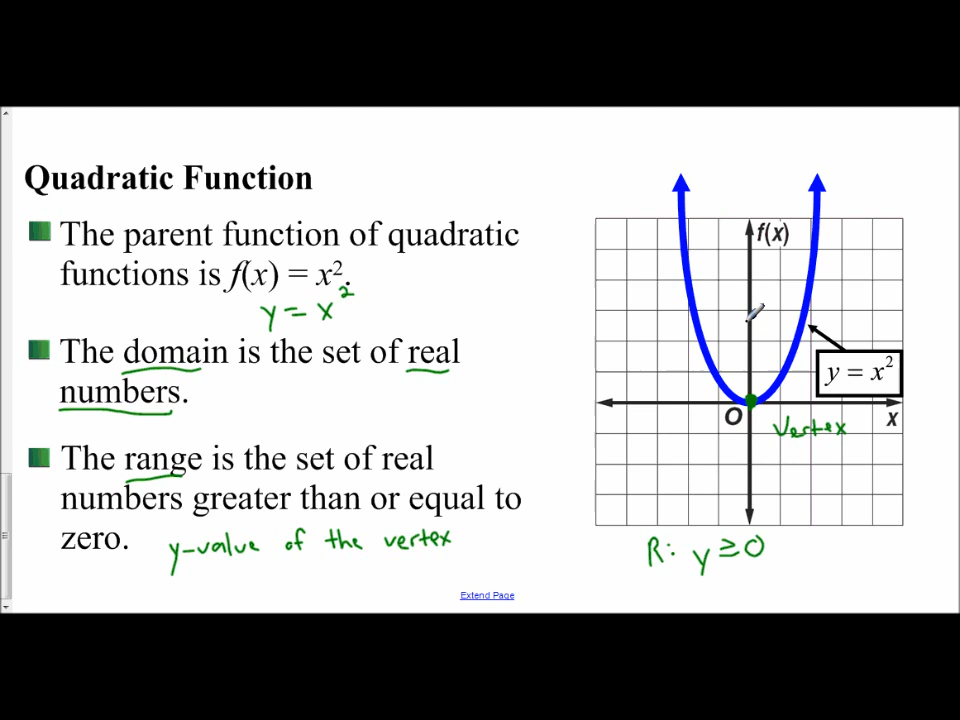 Quadratic Function
The parent function of quadratic
functions is f(x) = x².
y = x²
The domain is the set of real
numbers.
The range is the set of real
numbers greater than or equal to
zero.
y-value of the vertex
f(x)
y = x²
O
x
Vertex
R: y ≥ 0
Extend Page